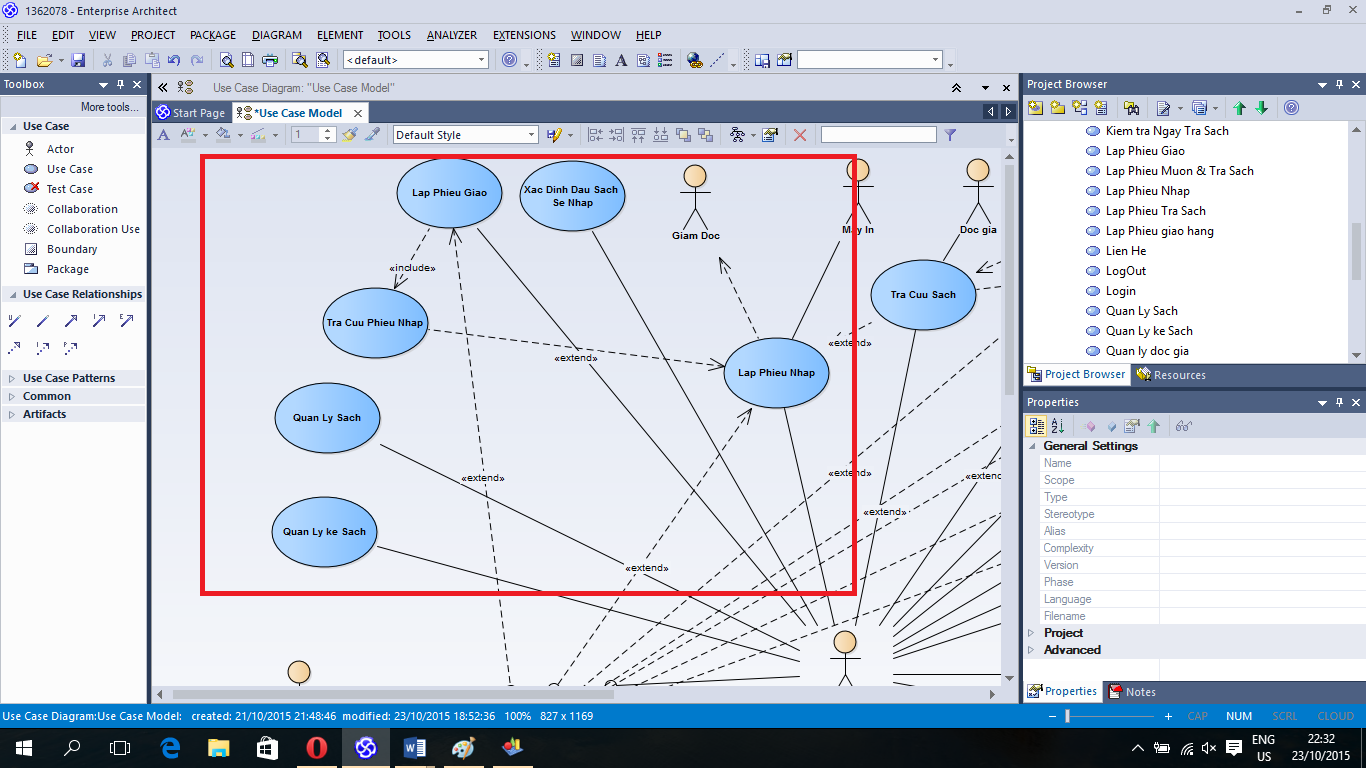 1362078 - Enterprise Architect
FILE EDIT VIEW PROJECT PACKAGE DIAGRAM ELEMENT TOOLS ANALYZER EXTENSIONS WINDOW HELP
<default>
Toolbox
More tools...
Use Case
Actor
Use Case
Test Case
Collaboration
Collaboration Use
Boundary
Package
Use Case Relationships
Use Case Patterns
Common
Artifacts
Use Case Diagram: "Use Case Model"
Start Page
*Use Case Model
1
Default Style
Lap Phieu Giao
Xac Dinh Dau Sach
Se Nhap
Giam Doc
May In
Doc gia
«include»
Tra Cuu Phieu Nhap
Tra Cuu Sach
«extend»
«extend»
Lap Phieu Nhap
Quan Ly Sach
«extend»
«extend»
«extend»
«extend»
Quan Ly ke Sach
«extend»
Project Browser
Kiem tra Ngay Tra Sach
Lap Phieu Giao
Lap Phieu Muon & Tra Sach
Lap Phieu Nhap
Lap Phieu Tra Sach
Lap Phieu giao hang
Lien He
LogOut
Login
Quan Ly Sach
Quan Ly ke Sach
Quan ly doc gia
Project Browser
Resources
Properties
General Settings
Name
Scope
Type
Stereotype
Alias
Complexity
Version
Phase
Language
Filename
Project
Advanced
Properties
Notes
Use Case Diagram:Use Case Model: created: 21/10/2015 21:48:46 modified: 23/10/2015 18:52:36 100% 827 x 1169
CAP NUM SCRL CLOUD
ENG
US
22:32
23/10/2015